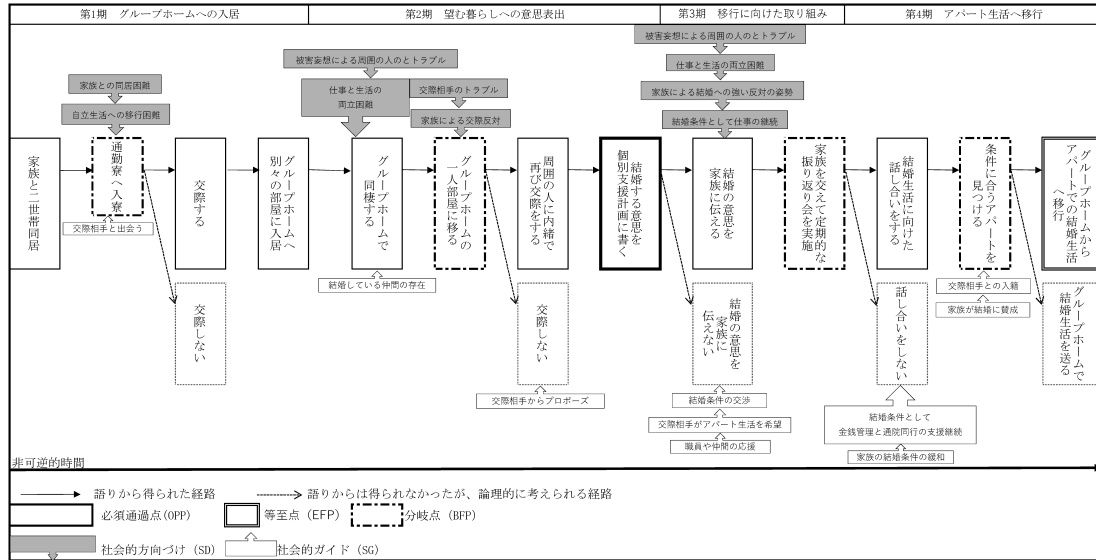 第1期 グループホームへの入居
第2期 望む暮らしへの意思表出
第3期 移行に向けた取り組み
第4期 アパート生活へ移行
被害妄想による周囲の人のとトラブル
仕事と生活の両立困難
家族による結婚への強い反対の姿勢
結婚条件として仕事の継続
被害妄想による周囲の人のとトラブル
仕事と生活の
両立困難
交際相手のトラブル
家族による交際反対
家族との同居困難
自立生活への移行困難
家族と二世帯同居
通勤寮へ入寮
交際する
グループホームへ
別々の部屋に入居
グループホームで
同棲する
グループホームの
一人部屋に移る
周囲の人に内緒で
再び交際をする
結婚する意思を
個別支援計画に書く
結婚の意思を
家族に伝える
家族を交えて定期的な
振り返り会を実施
結婚生活に向けた
話し合いをする
条件に合うアパートを
見つける
グループホームから
アパートでの結婚生活
へ移行
交際相手と出会う
結婚している仲間の存在
交際相手との入籍
家族が結婚に賛成
交際しない
交際しない
結婚の意思を
家族に
伝えない
話し合いをしない
グループホームで
結婚生活を送る
交際相手からプロポーズ
結婚条件の交渉
交際相手がアパート生活を希望
職員や仲間の応援
結婚条件として
金銭管理と通院同行の支援継続
家族の結婚条件の緩和
非可逆的時間
語りから得られた経路
語りからは得られなかったが、論理的に考えられる経路
必須通過点(OPP)
等至点（EFP）
分岐点（BFP）
社会的方向づけ（SD）
社会的ガイド（SG）